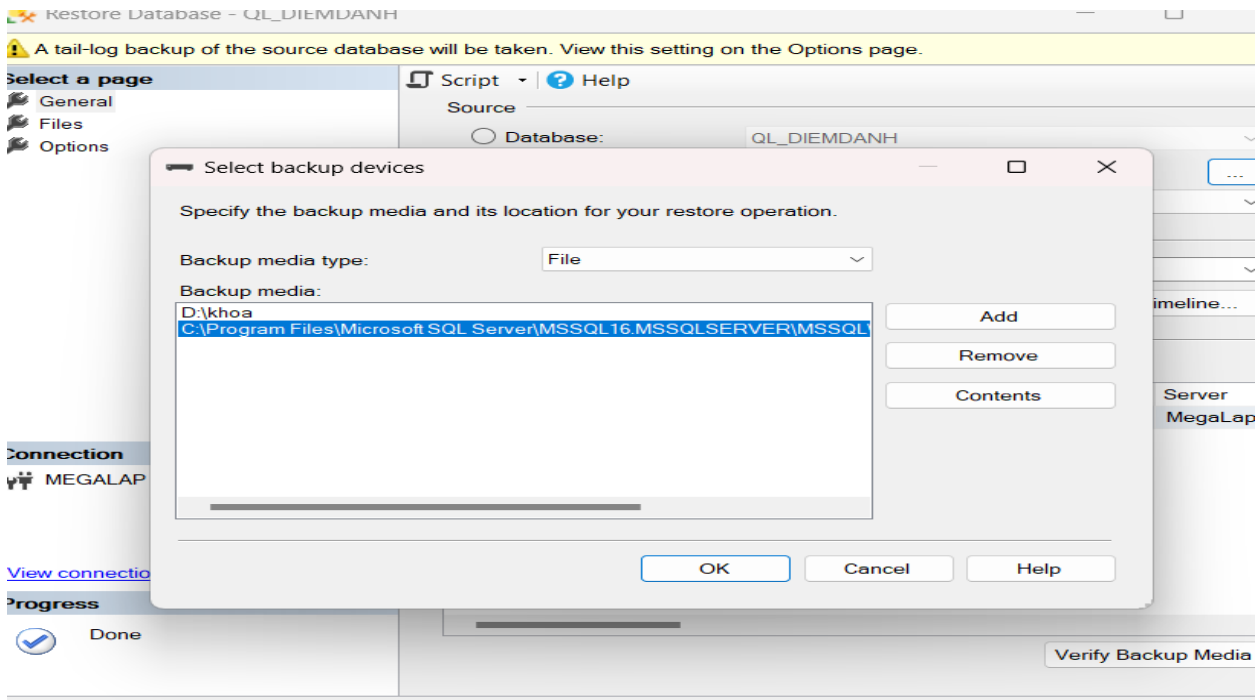 Restore Database - QL_DIEMDANH
A tail-log backup of the source database will be taken. View this setting on the Options page.
Select a page
General
Files
Options
Script
Help
Source
Database:
QL_DIEMDANH
...
Select backup devices
Specify the backup media and its location for your restore operation.
Backup media type:
File
Backup media:
D:\khoa
C:\Program Files\Microsoft SQL Server\MSSQL16.MSSQLSERVER\MSSQL\
Add
Remove
Contents
OK
Cancel
Help
imeline...
Server
MegaLap
Connection
MEGALAP
View connectio
Progress
Done
Verify Backup Media